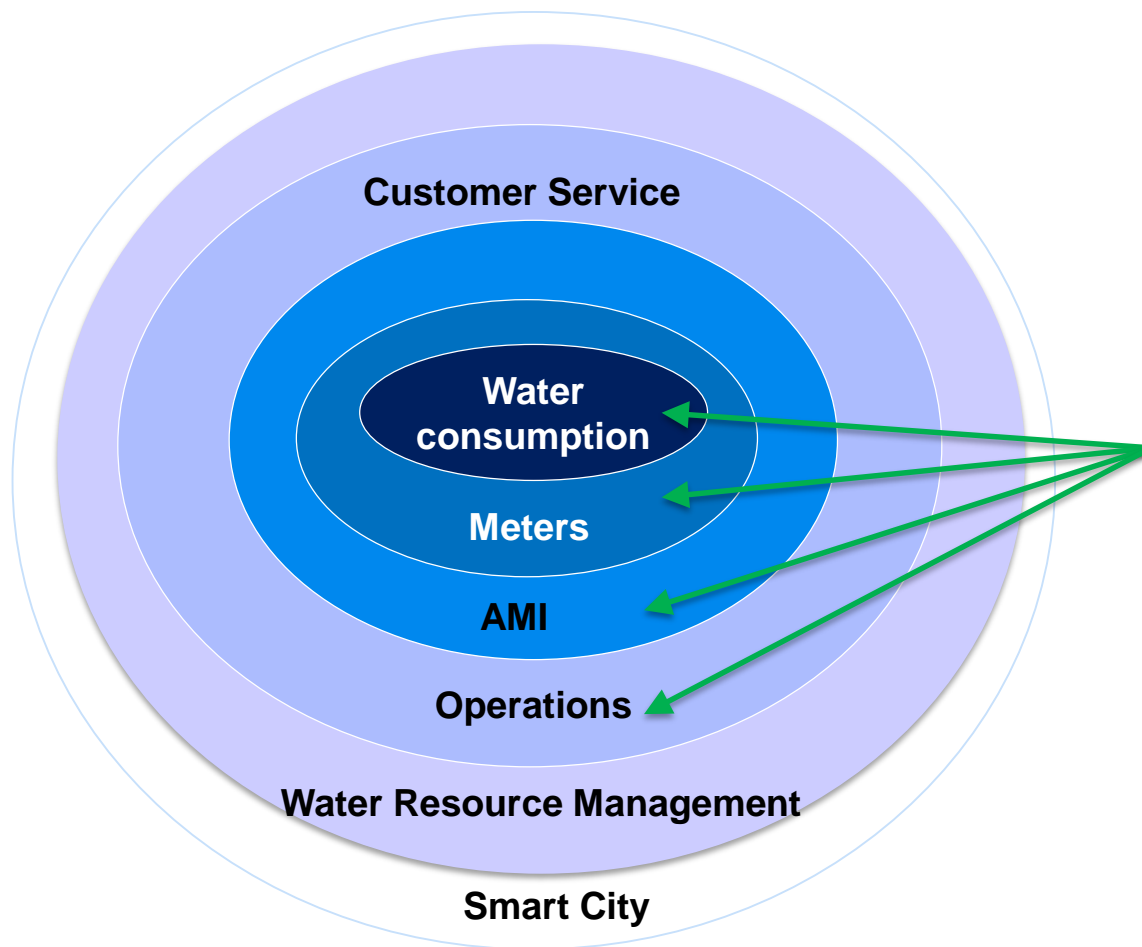 Customer Service
Water
consumption
Meters
AMI
Operations
Water Resource Management
Smart City